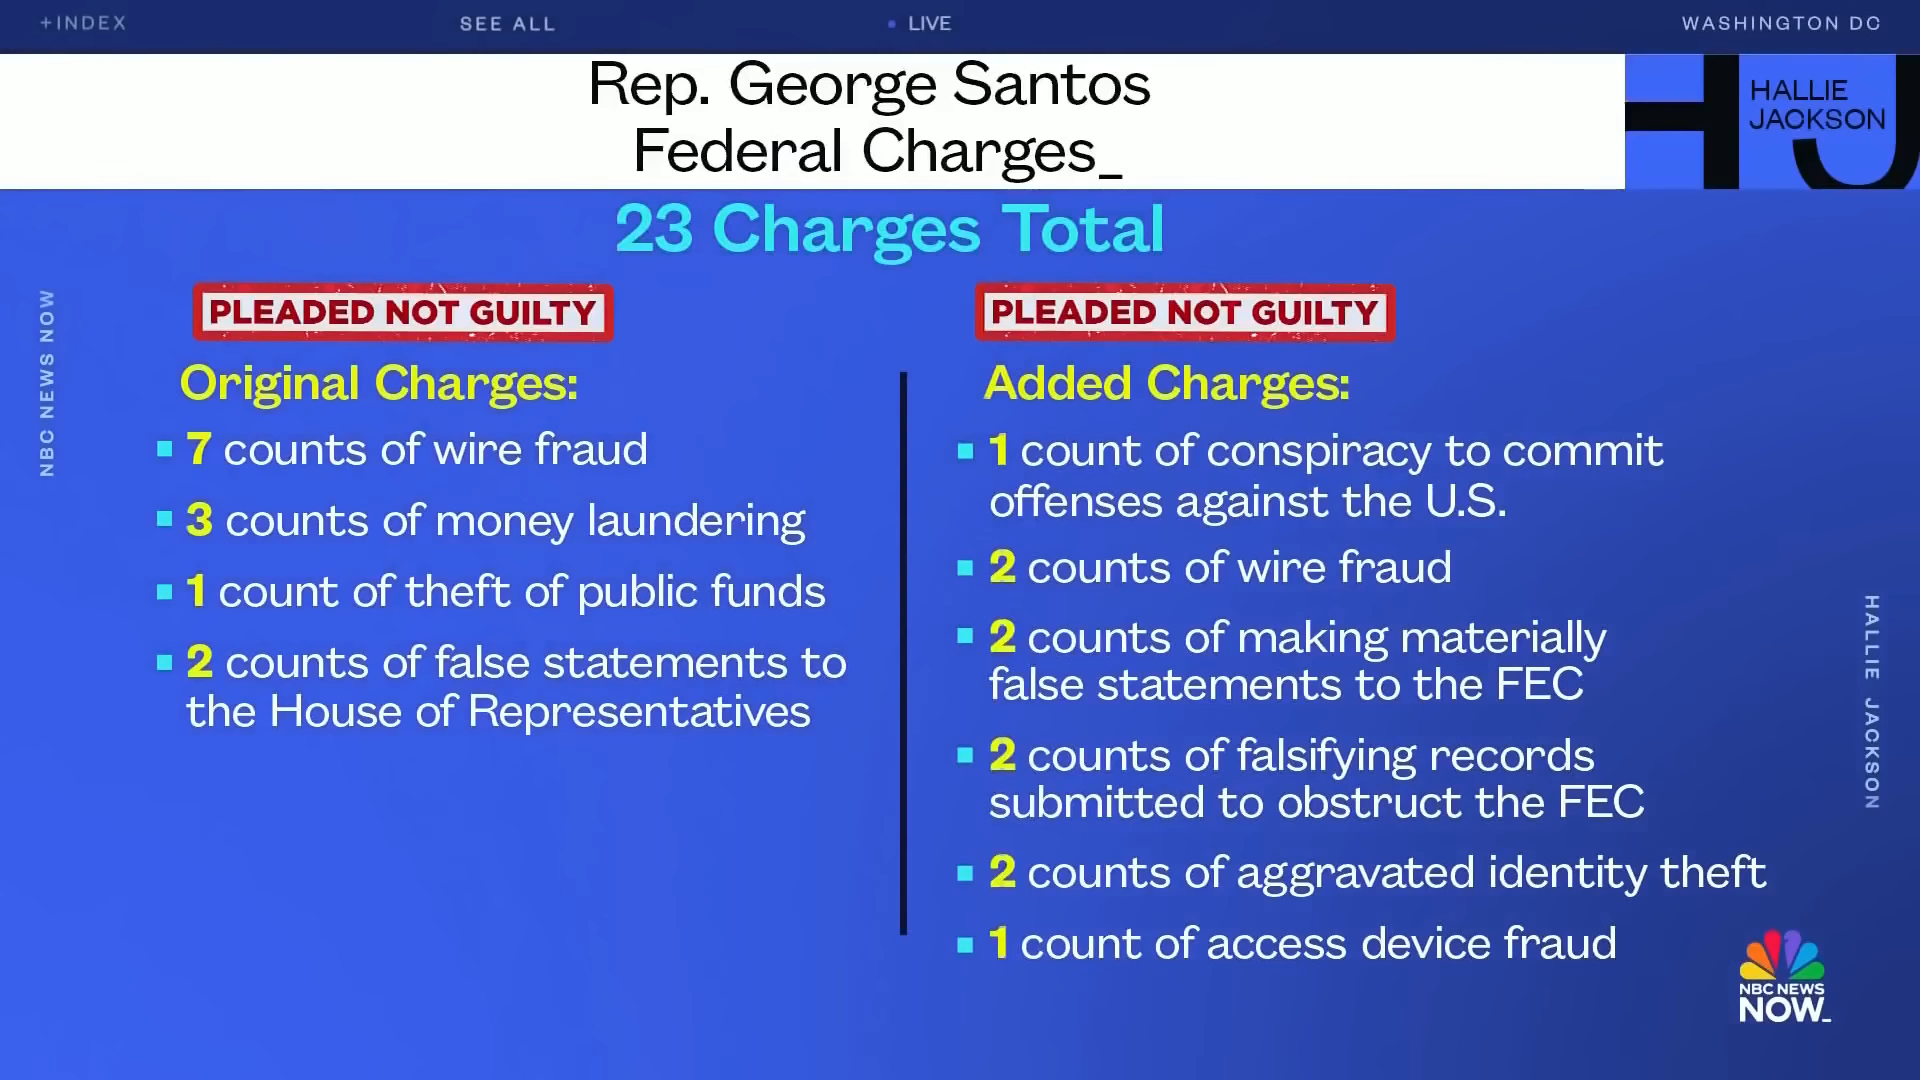 +INDEX
SEE ALL
LIVE
WASHINGTON DC
Rep. George Santos
Federal Charges_
HALLIE
JACKSON
HJ
23 Charges Total
NBC NEWS NOW
PLEADED NOT GUILTY
Original Charges:
7 counts of wire fraud
3 counts of money laundering
1 count of theft of public funds
2 counts of false statements to
the House of Representatives
PLEADED NOT GUILTY
Added Charges:
1 count of conspiracy to commit
offenses against the U.S.
2 counts of wire fraud
2 counts of making materially
false statements to the FEC
2 counts of falsifying records
submitted to obstruct the FEC
2 counts of aggravated identity theft
1 count of access device fraud
HALLIE JACKSON
NBC NEWS
NOW_